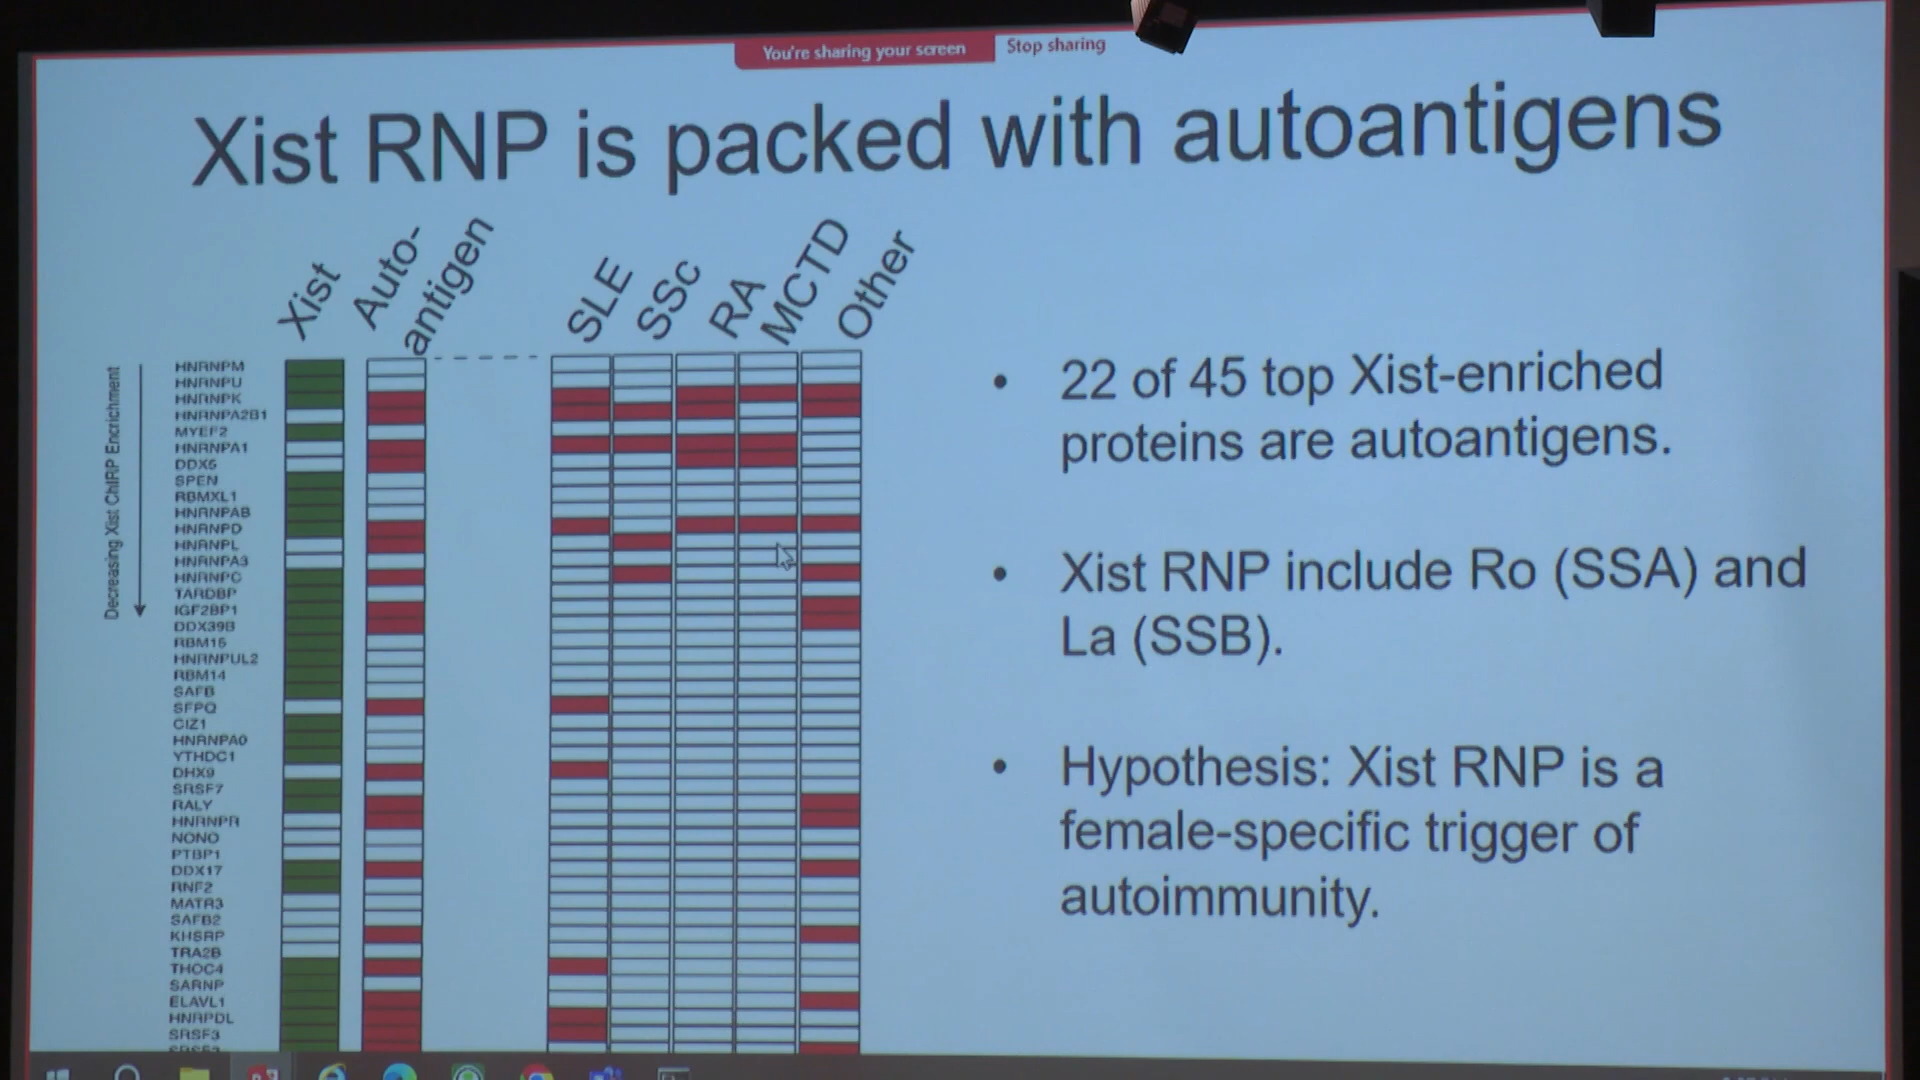 You're sharing your screen Stop sharing
Xist RNP is packed with autoantigens
Xist
Auto-
antigen
SLE
SSc
RA
MCTD
Other
Decreasing Xist ChIRP Enrichment
HNRNPM
HNRNPU
HNRNPK
HNRNPA2B1
MYEF2
HNRNPA1
DDX5
SPEN
RBMXL1
HNRNPAB
HNRNPD
HNRNPL
HNRNPA3
HNRNPC
TARDBP
IGF2BP1
DDX39B
RBM15
HNRNPUL2
RBM14
SAFB
SFPQ
CIZ1
HNRNPA0
YTHDC1
DHX9
SRSF7
RALY
HNRNPR
NONO
PTBP1
DDX17
RNF2
MATR3
SAFB2
KHSRP
TRA2B
THOC4
SARNP
ELAVL1
HNRPDL
SRSF3
• 22 of 45 top Xist-enriched
proteins are autoantigens.
• Xist RNP include Ro (SSA) and
La (SSB).
• Hypothesis: Xist RNP is a
female-specific trigger of
autoimmunity.